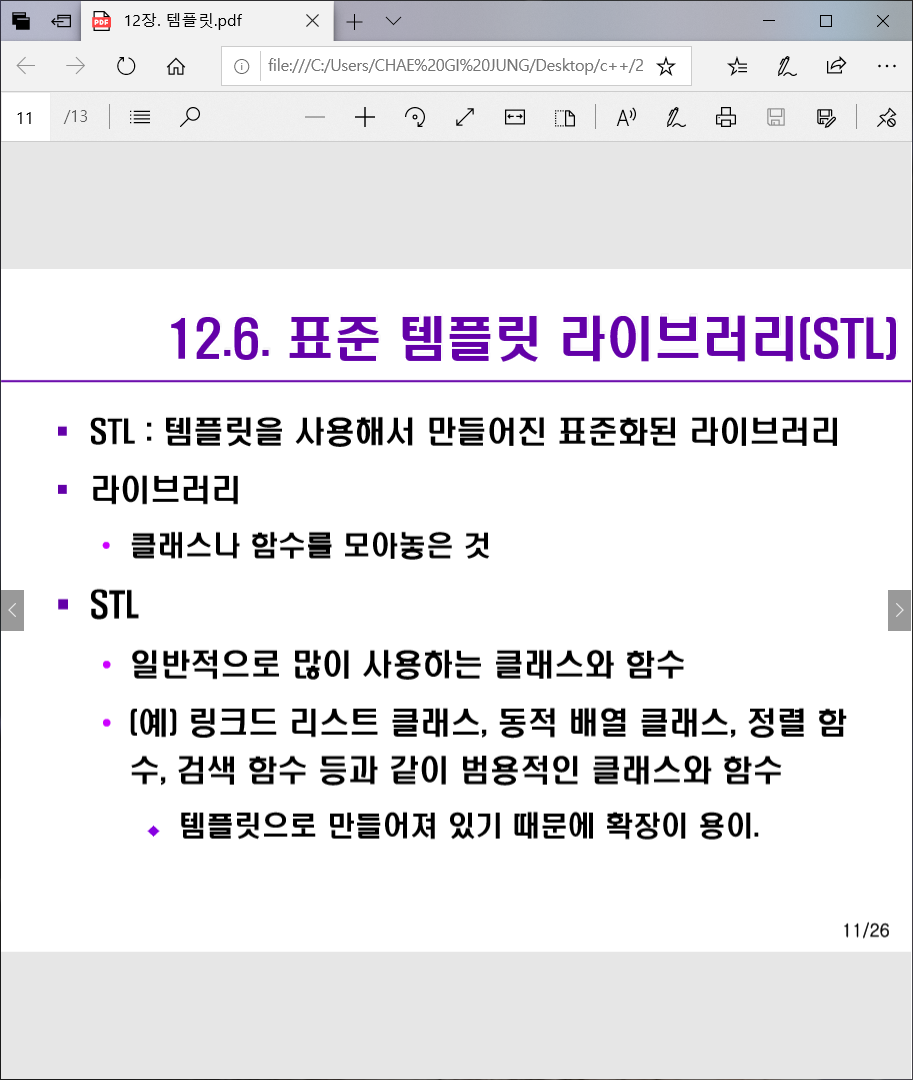 12장. 템플릿.pdf
file:///C:/Users/CHAE%20GI%20JUNG/Desktop/c++/2
11 /13
12.6. 표준 템플릿 라이브러리(STL)
STL : 템플릿을 사용해서 만들어진 표준화된 라이브러리
라이브러리
클래스나 함수를 모아놓은 것
STL
일반적으로 많이 사용하는 클래스와 함수
(예) 링크드 리스트 클래스, 동적 배열 클래스, 정렬 함
수, 검색 함수 등과 같이 범용적인 클래스와 함수
템플릿으로 만들어져 있기 때문에 확장이 용이.
11/26